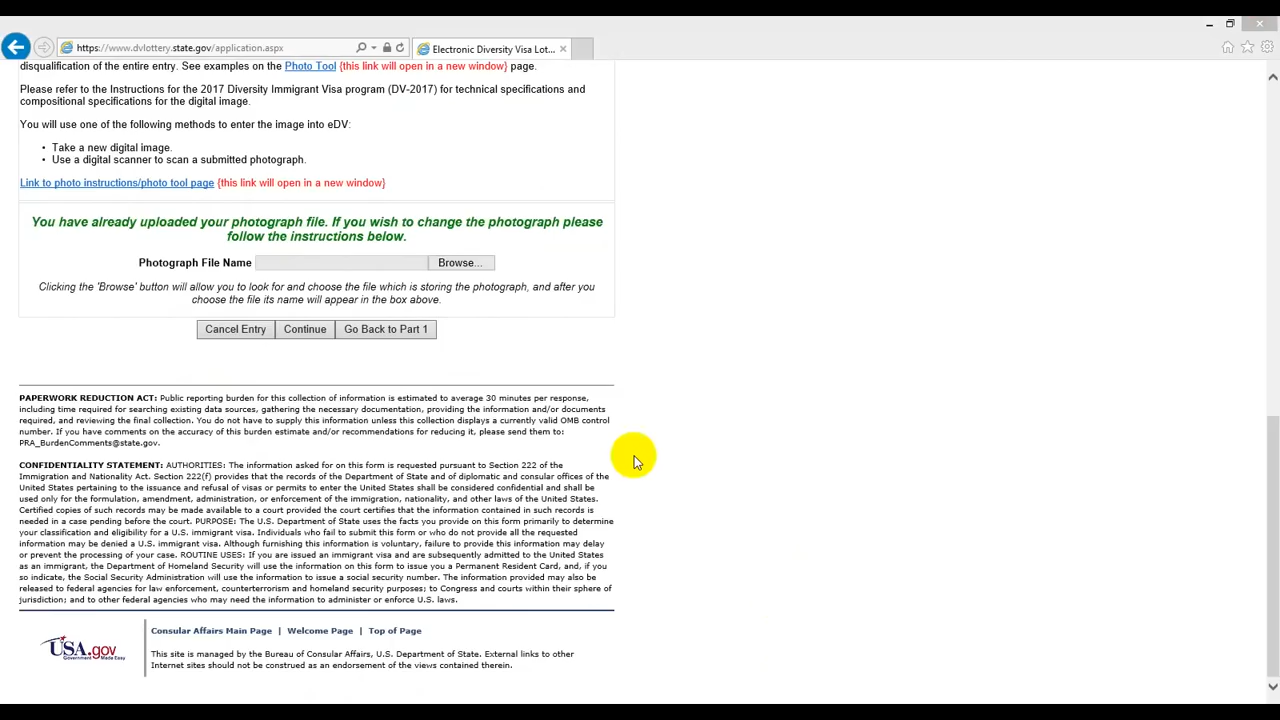 https://www.dvlottery.state.gov/application.aspx
Electronic Diversity Visa Lot...
disqualification of the entire entry. See examples on the Photo Tool {this link will open in a new window} page.
Please refer to the Instructions for the 2017 Diversity Immigrant Visa program (DV-2017) for technical specifications and
compositional specifications for the digital image.
You will use one of the following methods to enter the image into eDV:
• Take a new digital image.
• Use a digital scanner to scan a submitted photograph.
Link to photo instructions/photo tool page {this link will open in a new window}
You have already uploaded your photograph file. If you wish to change the photograph please
follow the instructions below.
Photograph File Name Browse...
Clicking the 'Browse' button will allow you to look for and choose the file which is storing the photograph, and after you
choose the file its name will appear in the box above.
Cancel Entry Continue Go Back to Part 1
PAPERWORK REDUCTION ACT: Public reporting burden for this collection of information is estimated to average 30 minutes per response,
including time required for searching existing data sources, gathering the necessary documentation, providing the information and/or documents
required, and reviewing the final collection. You do not have to supply this information unless this collection displays a currently valid OMB control
number. If you have comments on the accuracy of this burden estimate and/or recommendations for reducing it, please send them to:
PRA_BurdenComments@state.gov.
CONFIDENTIALITY STATEMENT: AUTHORITIES: The information asked for on this form is requested pursuant to Section 222 of the
Immigration and Nationality Act. Section 222(f) provides that the records of the Department of State and of diplomatic and consular offices of the
United States pertaining to the issuance and refusal of visas or permits to enter the United States shall be considered confidential and shall be
used only for the formulation, amendment, administration, or enforcement of the immigration, nationality, and other laws of the United States.
Certified copies of such records may be made available to a court provided the court certifies that the information contained in such records is
needed in a case pending before the court. PURPOSE: The U.S. Department of State uses the facts you provide on this form primarily to determine
your classification and eligibility for a U.S. immigrant visa. Individuals who fail to submit this form or who do not provide all the requested
information may be denied a U.S. immigrant visa. Although furnishing this information is voluntary, failure to provide this information may delay
or prevent the processing of your case. ROUTINE USES: If you are issued an immigrant visa and are subsequently admitted to the United States
as an immigrant, the Department of Homeland Security will use the information on this form to issue you a Permanent Resident Card, and, if you
so indicate, the Social Security Administration will use the information to issue a social security number. The information provided may also be
released to federal agencies for law enforcement, counterterrorism and homeland security purposes; to Congress and courts within their sphere of
jurisdiction; and to other federal agencies who may need the information to administer or enforce U.S. laws.
USA.gov
Government Made Easy
Consular Affairs Main Page | Welcome Page | Top of Page
This site is managed by the Bureau of Consular Affairs, U.S. Department of State. External links to other
Internet sites should not be construed as an endorsement of the views contained therein.